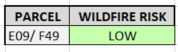 PARCEL WILDFIRE RISK
E09/ F49 LOW